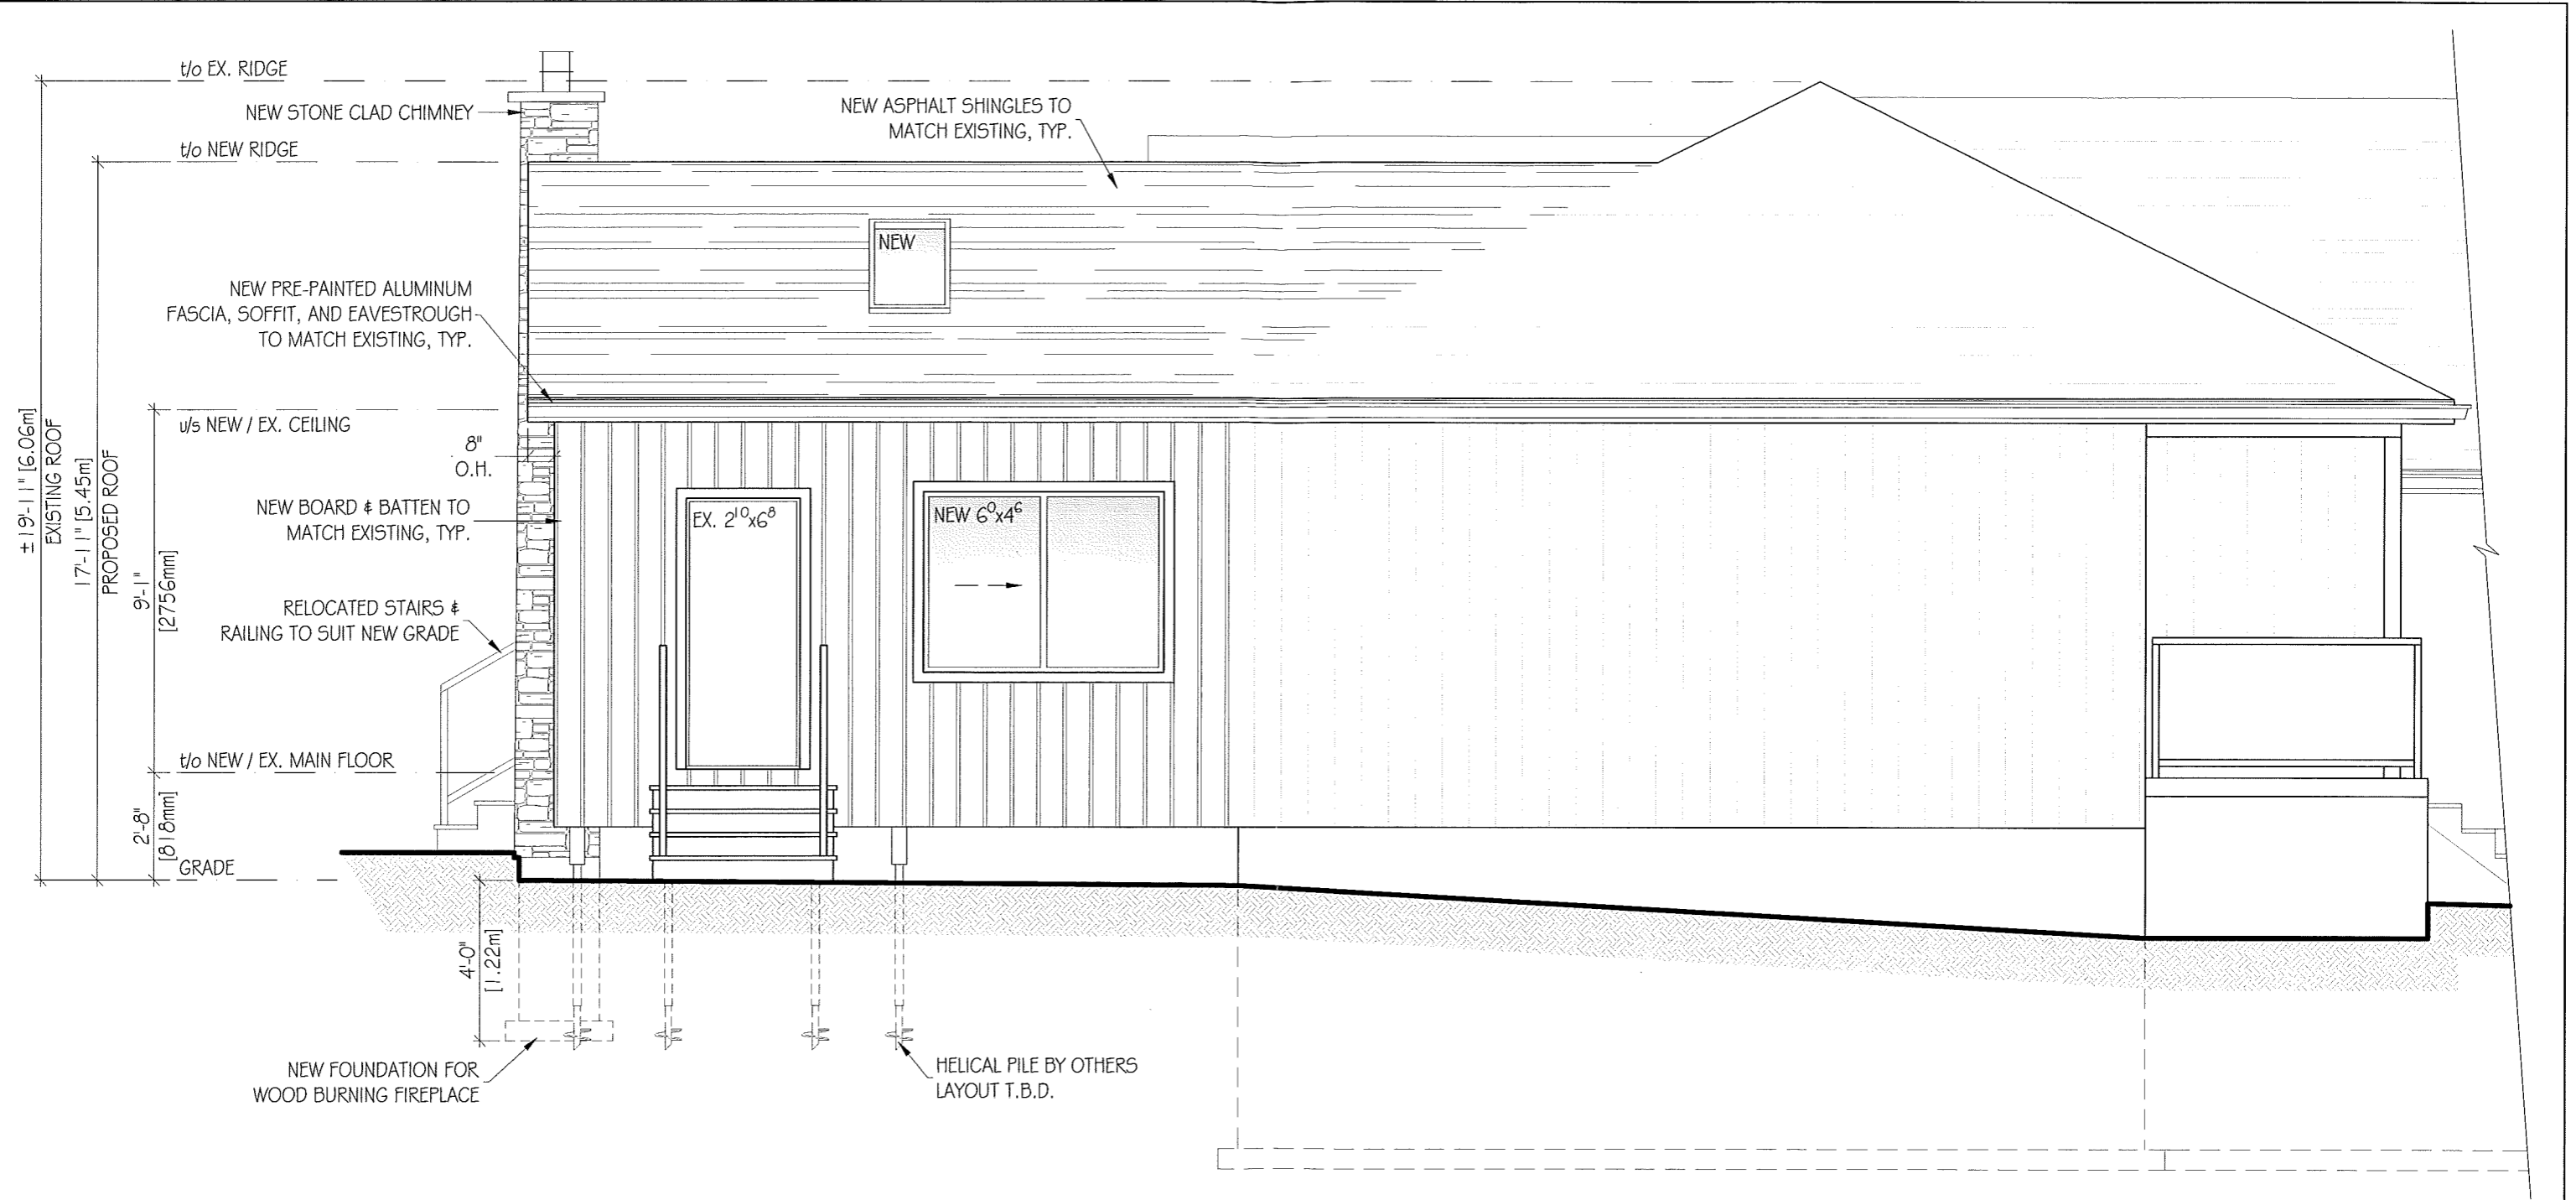 t/o EX. RIDGE
NEW STONE CLAD CHIMNEY
t/o NEW RIDGE
NEW ASPHALT SHINGLES TO
MATCH EXISTING, TYP.
NEW
NEW PRE-PAINTED ALUMINUM
FASCIA, SOFFIT, AND EAVESTROUGH
TO MATCH EXISTING, TYP.
u/s NEW / EX. CEILING
8"
O.H.
NEW BOARD & BATTEN TO
MATCH EXISTING, TYP.
EX. 2¹⁰x6⁸
NEW 6⁰x4⁶
RELOCATED STAIRS &
RAILING TO SUIT NEW GRADE
t/o NEW / EX. MAIN FLOOR
GRADE
±19'-11" [6.06m]
EXISTING ROOF
17'-11" [5.45m]
PROPOSED ROOF
9'-1"
[2756mm]
2'-8"
[818mm]
4'-0"
[1.22m]
NEW FOUNDATION FOR
WOOD BURNING FIREPLACE
HELICAL PILE BY OTHERS
LAYOUT T.B.D.